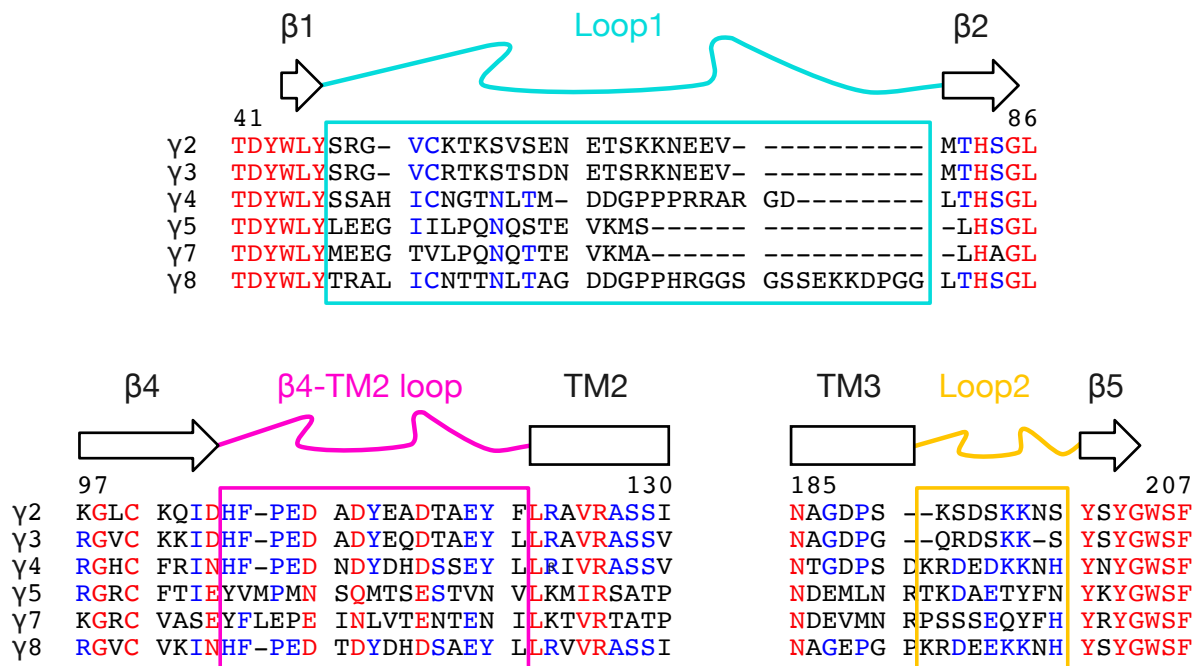 β1 Loop1 β2
41 86
γ2 TDYWLYSRG- VCKTKSVSEN ETSKKNEEV- ---------- MTHSGL
γ3 TDYWLYSRG- VCRTKSTSDN ETSRKNEEV- ---------- MTHSGL
γ4 TDYWLYSSAH ICNGTNLTM- DDGPPPRRAR GD-------- LTHSGL
γ5 TDYWLYLEEG IILPQNQSTE VKMS------ ---------- -LHSGL
γ7 TDYWLYMEEG TVLPQNQTTE VKMA------ ---------- -LHAGL
γ8 TDYWLYTRAL ICNTTNLTAG DDGPPHRGGS GSSEKKDPGG LTHSGL
β4 β4-TM2 loop TM2 TM3 Loop2 β5
97 130 185 207
γ2 KGLC KQIDHF-PED ADYEADTAEY FLRAVRASSI NAGDPS --KSDSKKNS YSYGWSF
γ3 RGVC KKIDHF-PED ADYEQDTAEY LLRAVRASSV NAGDPG --QRDSKK-S YSYGWSF
γ4 RGHC FRINHF-PED NDYDHDSSEY LLRIVRASSV NTGDPS DKRDEDKKNH YNYGWSF
γ5 RGRC FTIEYVMPMN SQMTSESTVN VLKMIRSATP NDEMLN RTKDAETYFN YKYGWSF
γ7 KGRC VASEYFLEPE INLVTENTEN ILKTVRTATP NDEVMN RPSSSEQYFH YRYGWSF
γ8 RGVC VKINHF-PED TDYDHDSAEY LLRVVRASSI NAGEPG PKRDEEKKNH YSYGWSF